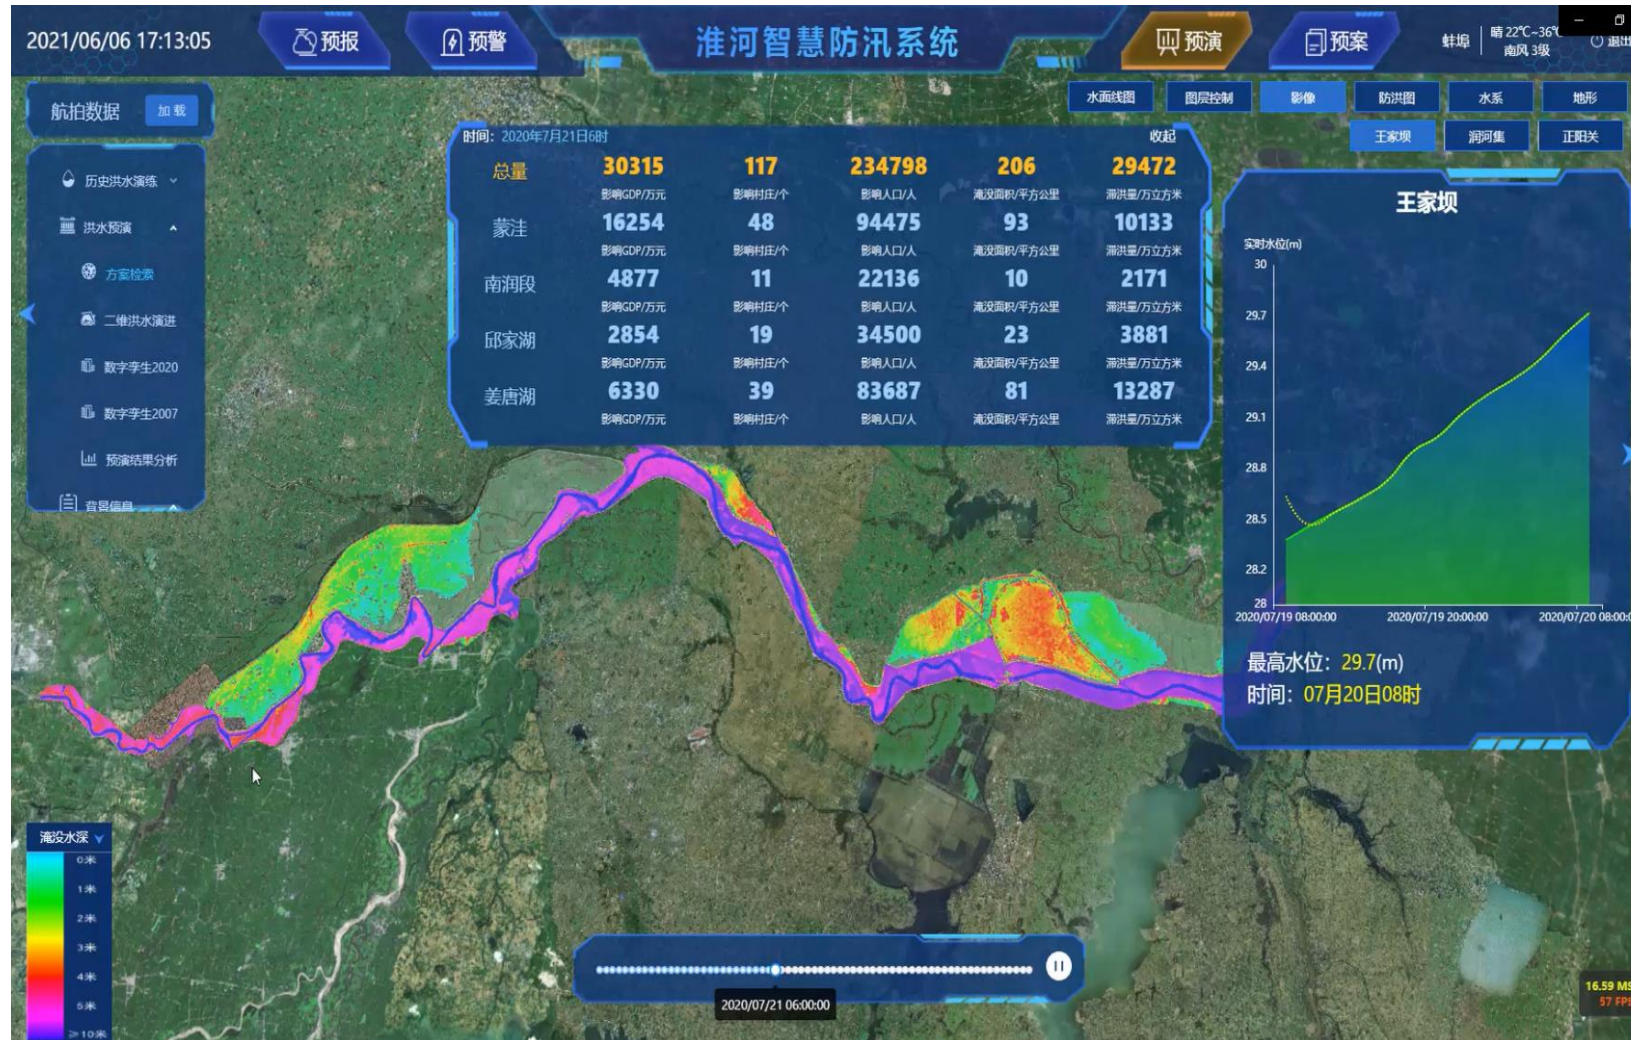 2021/06/06 17:13:05
预报
预警
淮河智慧防汛系统
预演
预案
蚌埠
晴 22℃~36℃
南风 3级
退出
航拍数据
加载
历史洪水演练
洪水预演
方案检索
二维洪水演进
数字孪生2020
数字孪生2007
预演结果分析
背景信息
水面线图
图层控制
影像
防洪图
水系
地形
王家坝
润河集
正阳关
时间：2020年7月21日6时
收起
总量 30315 117 234798 206 29472
影响GDP/万元 影响村庄/个 影响人口/人 淹没面积/平方公里 滞洪量/万立方米
蒙洼 16254 48 94475 93 10133
影响GDP/万元 影响村庄/个 影响人口/人 淹没面积/平方公里 滞洪量/万立方米
南润段 4877 11 22136 10 2171
影响GDP/万元 影响村庄/个 影响人口/人 淹没面积/平方公里 滞洪量/万立方米
邱家湖 2854 19 34500 23 3881
影响GDP/万元 影响村庄/个 影响人口/人 淹没面积/平方公里 滞洪量/万立方米
姜唐湖 6330 39 83687 81 13287
影响GDP/万元 影响村庄/个 影响人口/人 淹没面积/平方公里 滞洪量/万立方米
王家坝
实时水位(m)
30
29.7
29.4
29.1
28.8
28.5
28.2
28
2020/07/19 08:00:00
2020/07/19 20:00:00
2020/07/20 08:00:0
最高水位：29.7(m)
时间：07月20日08时
淹没水深
0米
1米
2米
3米
4米
5米
≥10米
2020/07/21 06:00:00
16.59 MS
57 FPS